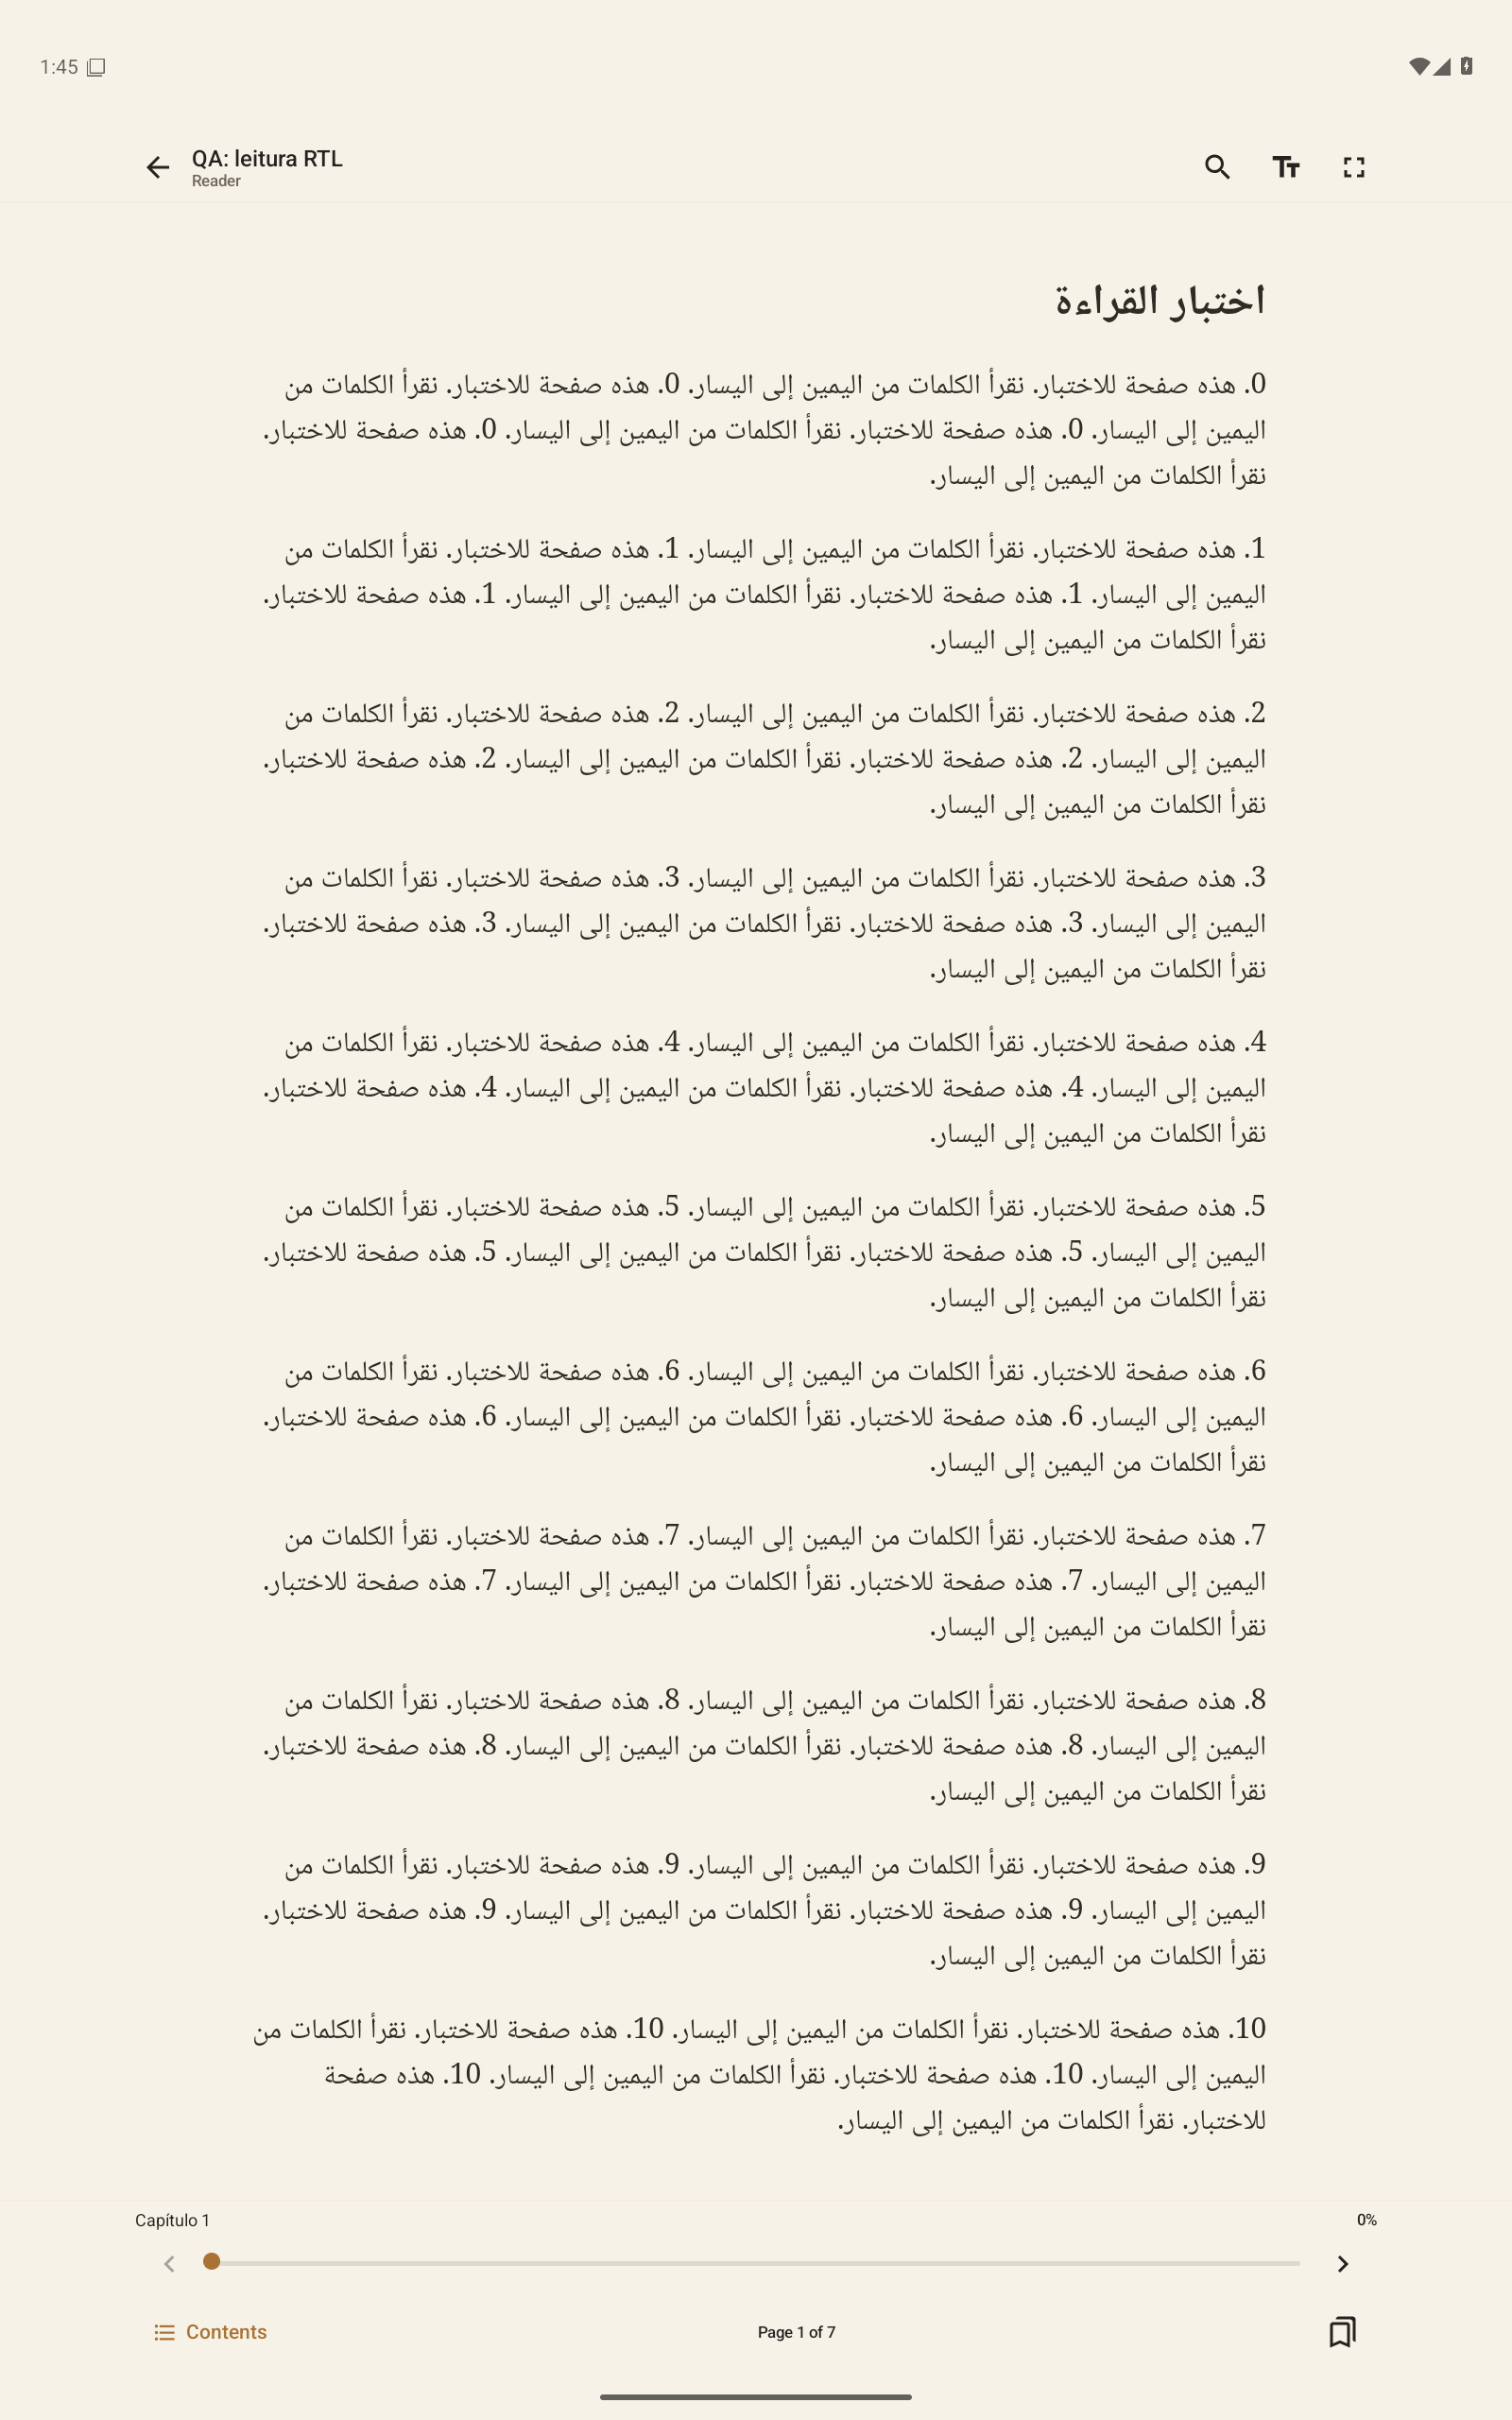 1:45
QA: leitura RTL
Reader
اختبار القراءة
0. هذه صفحة للاختبار. نقرأ الكلمات من اليمين إلى اليسار. 0. هذه صفحة للاختبار. نقرأ الكلمات من
اليمين إلى اليسار. 0. هذه صفحة للاختبار. نقرأ الكلمات من اليمين إلى اليسار. 0. هذه صفحة للاختبار.
نقرأ الكلمات من اليمين إلى اليسار.
1. هذه صفحة للاختبار. نقرأ الكلمات من اليمين إلى اليسار. 1. هذه صفحة للاختبار. نقرأ الكلمات من
اليمين إلى اليسار. 1. هذه صفحة للاختبار. نقرأ الكلمات من اليمين إلى اليسار. 1. هذه صفحة للاختبار.
نقرأ الكلمات من اليمين إلى اليسار.
2. هذه صفحة للاختبار. نقرأ الكلمات من اليمين إلى اليسار. 2. هذه صفحة للاختبار. نقرأ الكلمات من
اليمين إلى اليسار. 2. هذه صفحة للاختبار. نقرأ الكلمات من اليمين إلى اليسار. 2. هذه صفحة للاختبار.
نقرأ الكلمات من اليمين إلى اليسار.
3. هذه صفحة للاختبار. نقرأ الكلمات من اليمين إلى اليسار. 3. هذه صفحة للاختبار. نقرأ الكلمات من
اليمين إلى اليسار. 3. هذه صفحة للاختبار. نقرأ الكلمات من اليمين إلى اليسار. 3. هذه صفحة للاختبار.
نقرأ الكلمات من اليمين إلى اليسار.
4. هذه صفحة للاختبار. نقرأ الكلمات من اليمين إلى اليسار. 4. هذه صفحة للاختبار. نقرأ الكلمات من
اليمين إلى اليسار. 4. هذه صفحة للاختبار. نقرأ الكلمات من اليمين إلى اليسار. 4. هذه صفحة للاختبار.
نقرأ الكلمات من اليمين إلى اليسار.
5. هذه صفحة للاختبار. نقرأ الكلمات من اليمين إلى اليسار. 5. هذه صفحة للاختبار. نقرأ الكلمات من
اليمين إلى اليسار. 5. هذه صفحة للاختبار. نقرأ الكلمات من اليمين إلى اليسار. 5. هذه صفحة للاختبار.
نقرأ الكلمات من اليمين إلى اليسار.
6. هذه صفحة للاختبار. نقرأ الكلمات من اليمين إلى اليسار. 6. هذه صفحة للاختبار. نقرأ الكلمات من
اليمين إلى اليسار. 6. هذه صفحة للاختبار. نقرأ الكلمات من اليمين إلى اليسار. 6. هذه صفحة للاختبار.
نقرأ الكلمات من اليمين إلى اليسار.
7. هذه صفحة للاختبار. نقرأ الكلمات من اليمين إلى اليسار. 7. هذه صفحة للاختبار. نقرأ الكلمات من
اليمين إلى اليسار. 7. هذه صفحة للاختبار. نقرأ الكلمات من اليمين إلى اليسار. 7. هذه صفحة للاختبار.
نقرأ الكلمات من اليمين إلى اليسار.
8. هذه صفحة للاختبار. نقرأ الكلمات من اليمين إلى اليسار. 8. هذه صفحة للاختبار. نقرأ الكلمات من
اليمين إلى اليسار. 8. هذه صفحة للاختبار. نقرأ الكلمات من اليمين إلى اليسار. 8. هذه صفحة للاختبار.
نقرأ الكلمات من اليمين إلى اليسار.
9. هذه صفحة للاختبار. نقرأ الكلمات من اليمين إلى اليسار. 9. هذه صفحة للاختبار. نقرأ الكلمات من
اليمين إلى اليسار. 9. هذه صفحة للاختبار. نقرأ الكلمات من اليمين إلى اليسار. 9. هذه صفحة للاختبار.
نقرأ الكلمات من اليمين إلى اليسار.
10. هذه صفحة للاختبار. نقرأ الكلمات من اليمين إلى اليسار. 10. هذه صفحة للاختبار. نقرأ الكلمات من
اليمين إلى اليسار. 10. هذه صفحة للاختبار. نقرأ الكلمات من اليمين إلى اليسار. 10. هذه صفحة
للاختبار. نقرأ الكلمات من اليمين إلى اليسار.
Capítulo 1
0%
Contents
Page 1 of 7